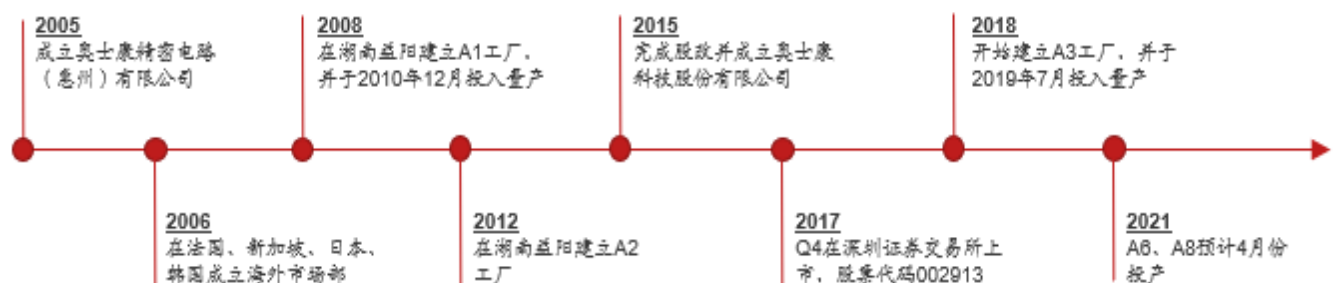 2005
成立奥士康精密电路
（惠州）有限公司
2008
在湖南益阳建立A1工厂，
并于2010年12月投入量产
2015
完成股改并成立奥士康
科技股份有限公司
2018
开始建立A3工厂，并于
2019年7月投入量产
2006
在法国、新加坡、日本、
韩国成立海外市场部
2012
在湖南益阳建立A2
工厂
2017
Q4在深圳证券交易所上
市，股票代码002913
2021
A6、A8预计4月份
投产